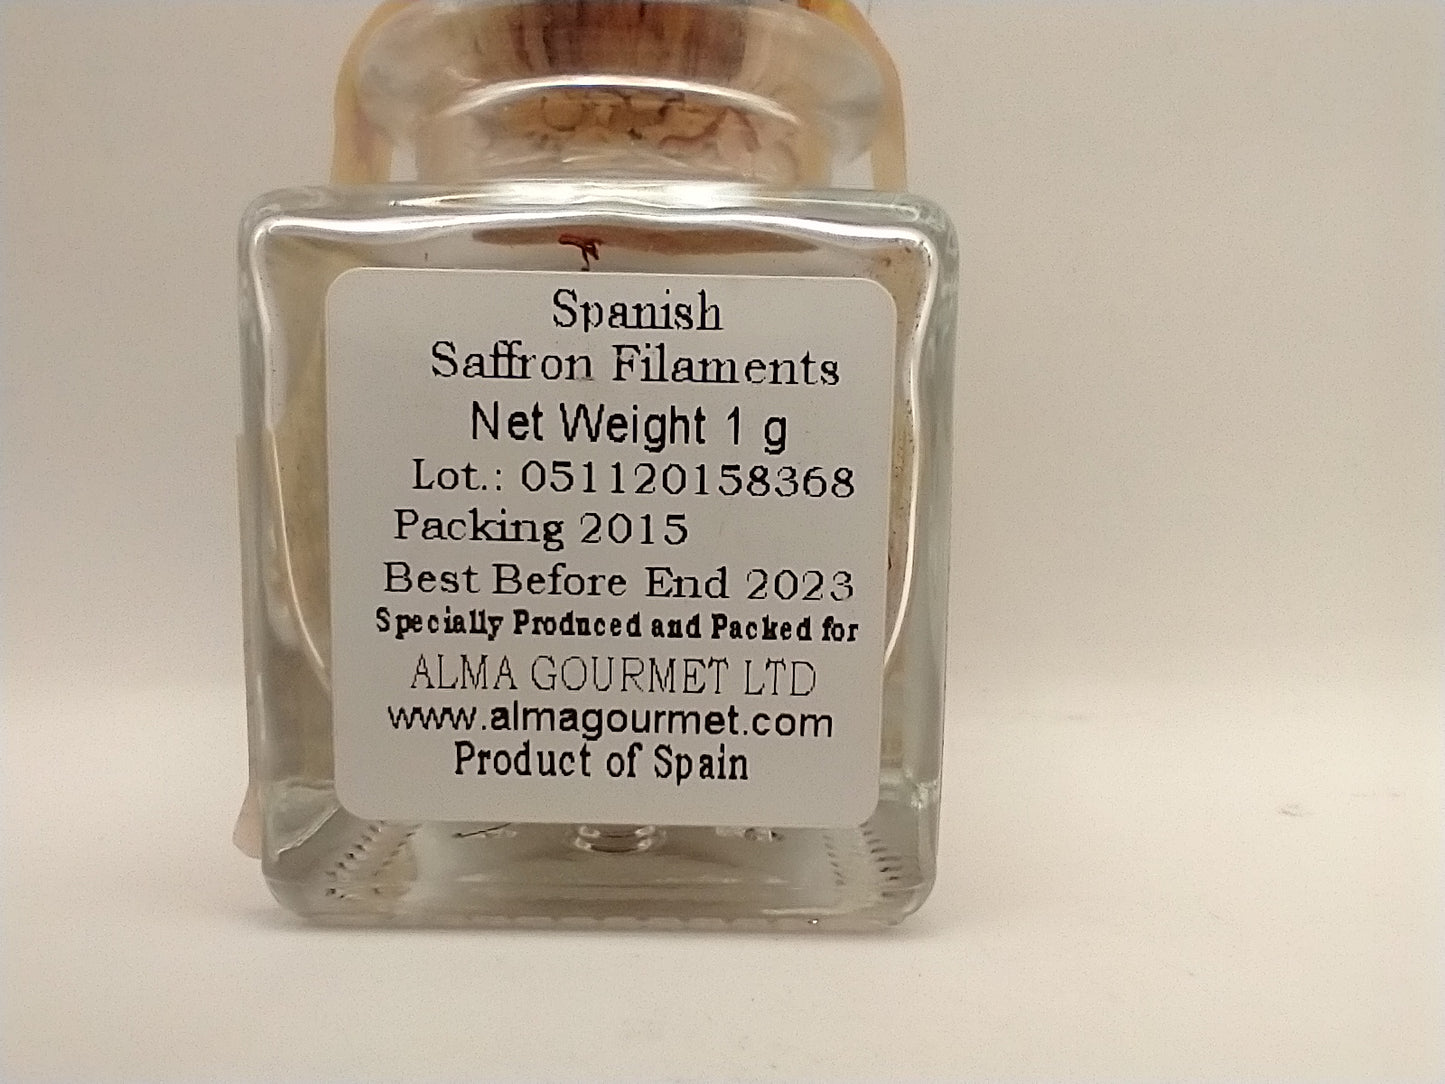 Spanish
Saffron Filaments
Net Weight 1 g
Lot.: 051120158368
Packing 2015
Best Before End 2023
Specially Produced and Packed for
ALMA GOURMET LTD
www.almagourmet.com
Product of Spain